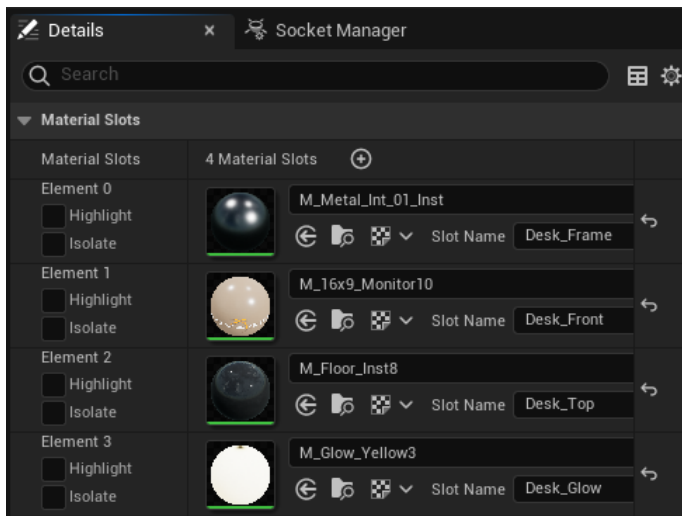 Details × Socket Manager
Search
Material Slots
Material Slots 4 Material Slots
Element 0
Highlight
Isolate
M_Metal_Int_01_Inst
Slot Name Desk_Frame
Element 1
Highlight
Isolate
M_16x9_Monitor10
Slot Name Desk_Front
Element 2
Highlight
Isolate
M_Floor_Inst8
Slot Name Desk_Top
Element 3
Highlight
Isolate
M_Glow_Yellow3
Slot Name Desk_Glow